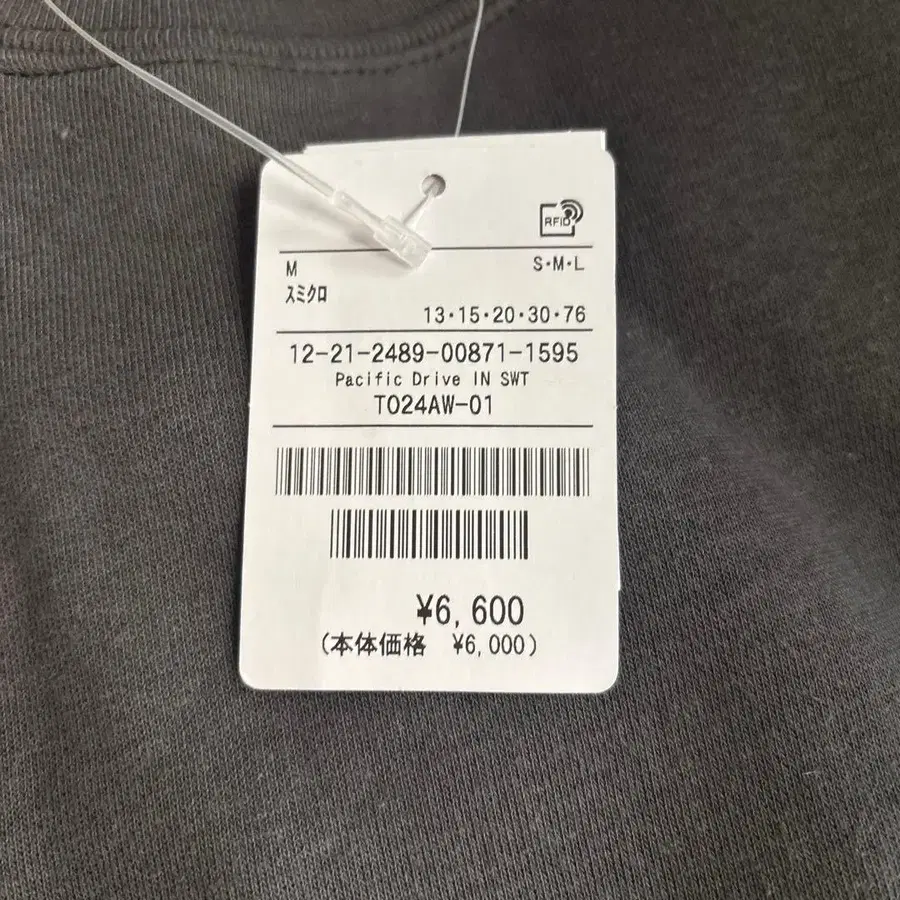 RFID
M
S・M・L
スミクロ
13・15・20・30・76
12-21-2489-00871-1595
Pacific Drive IN SWT
TO24AW-01
¥6,600
(本体価格 ¥6,000)